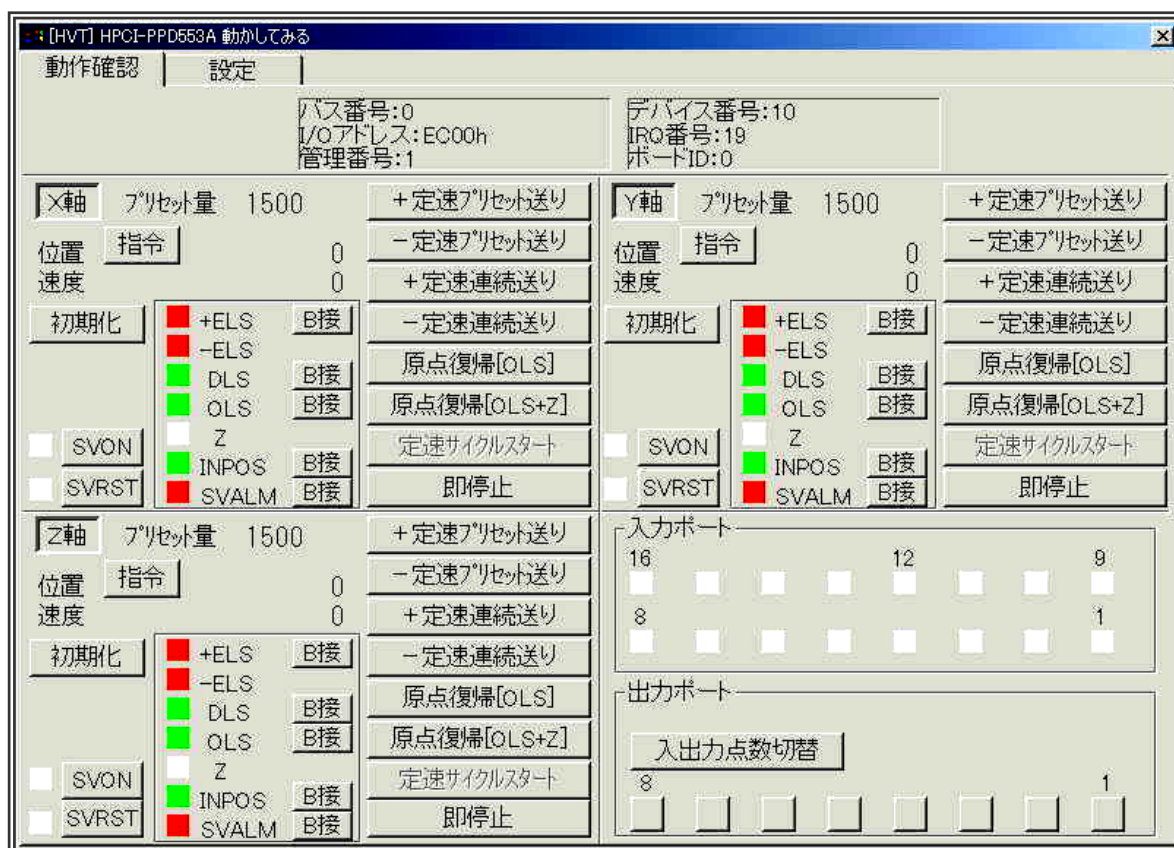 [HVT] HPCI-PPD553A 動かしてみる
動作確認 設定
バス番号:0
I/Oアドレス:EC00h
管理番号:1
デバイス番号:10
IRQ番号:19
ボードID:0
X軸 プリセット量 1500
位置 指令 0
速度 0
初期化
+ELS B接
-ELS
DLS B接
OLS B接
Z
INPOS B接
SVALM B接
SVON
SVRST
+定速プリセット送り
-定速プリセット送り
+定速連続送り
-定速連続送り
原点復帰[OLS]
原点復帰[OLS+Z]
定速サイクルスタート
即停止
Y軸 プリセット量 1500
位置 指令 0
速度 0
初期化
+ELS B接
-ELS
DLS B接
OLS B接
Z
INPOS B接
SVALM B接
SVON
SVRST
+定速プリセット送り
-定速プリセット送り
+定速連続送り
-定速連続送り
原点復帰[OLS]
原点復帰[OLS+Z]
定速サイクルスタート
即停止
Z軸 プリセット量 1500
位置 指令 0
速度 0
初期化
+ELS B接
-ELS
DLS B接
OLS B接
Z
INPOS B接
SVALM B接
SVON
SVRST
+定速プリセット送り
-定速プリセット送り
+定速連続送り
-定速連続送り
原点復帰[OLS]
原点復帰[OLS+Z]
定速サイクルスタート
即停止
入力ポート
16 12 9
8 1
出力ポート
入出力点数切替
8 1